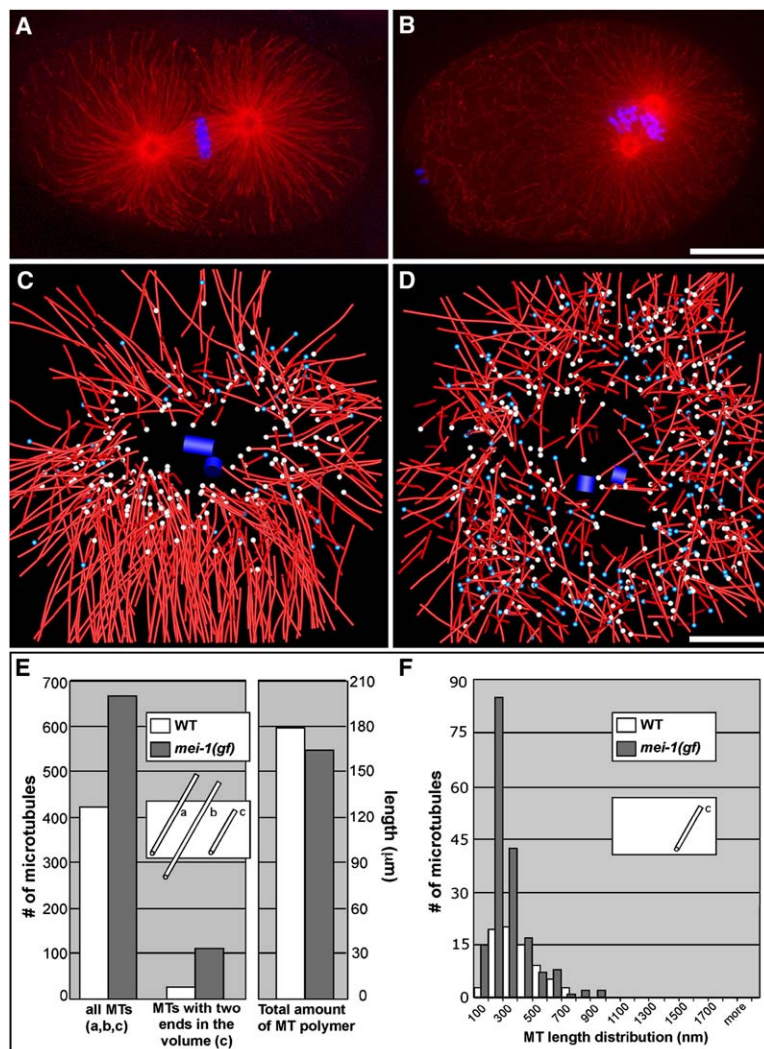 A
B
C
D
E
700
600
500
400
300
200
100
0
# of microtubules
WT
mei-1(gf)
a
b
c
all MTs
(a,b,c)
MTs with two
ends in the
volume (c)
210
180
150
120
90
60
30
0
length (μm)
Total amount
of MT polymer
F
90
75
60
45
30
15
0
# of microtubules
WT
mei-1(gf)
c
100
300
500
700
900
1100
1300
1500
1700
more
MT length distribution (nm)